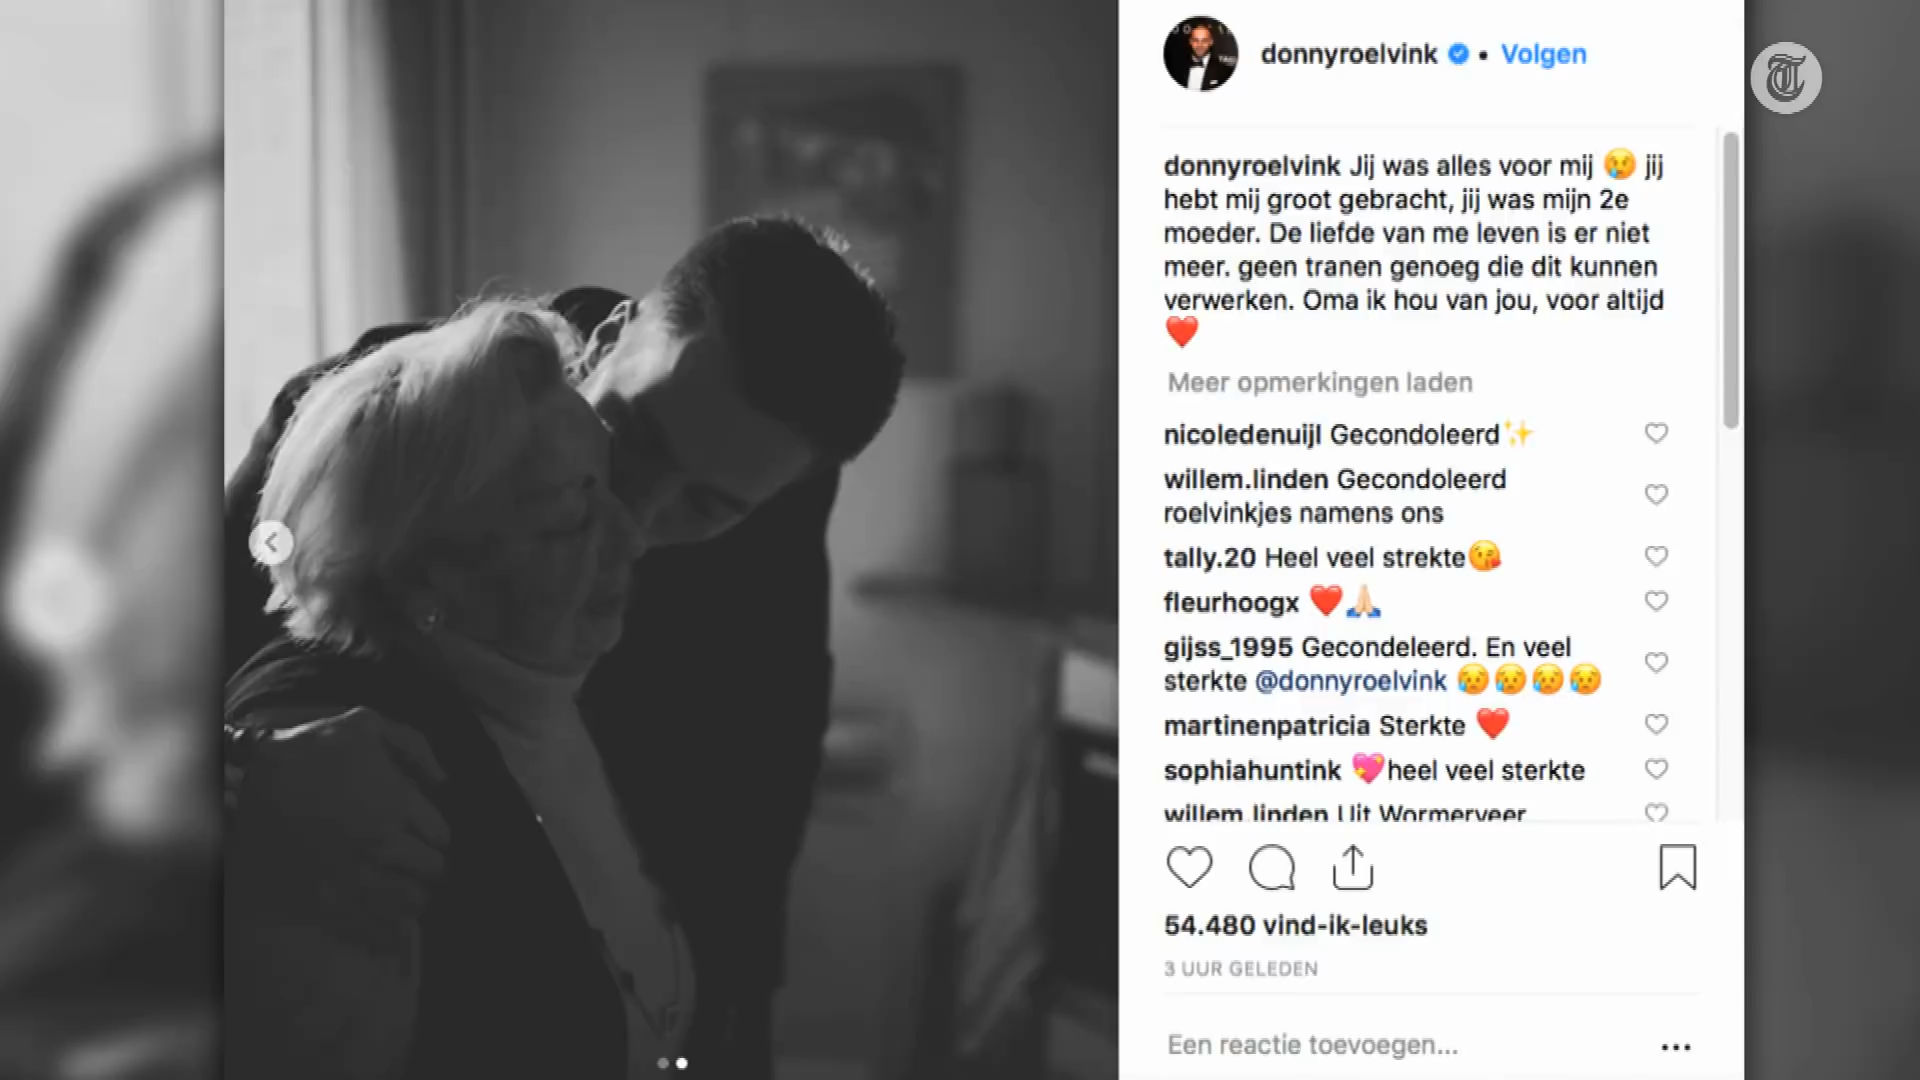 donnyroelvink • Volgen
donnyroelvink Jij was alles voor mij 😢 jij
hebt mij groot gebracht, jij was mijn 2e
moeder. De liefde van me leven is er niet
meer. geen tranen genoeg die dit kunnen
verwerken. Oma ik hou van jou, voor altijd
❤️
Meer opmerkingen laden
nicoledenuijl Gecondoleerd✨
willem.linden Gecondoleerd
roelvinkjes namens ons
tally.20 Heel veel strekte😘
fleurhoogx ❤️🙏🏻
gijss_1995 Gecondeleerd. En veel
sterkte @donnyroelvink 😥😥😥😥
martinenpatricia Sterkte ❤️
sophiahuntink 💖heel veel sterkte
willem.linden Uit Wormerveer
54.480 vind-ik-leuks
3 UUR GELEDEN
Een reactie toevoegen...
T